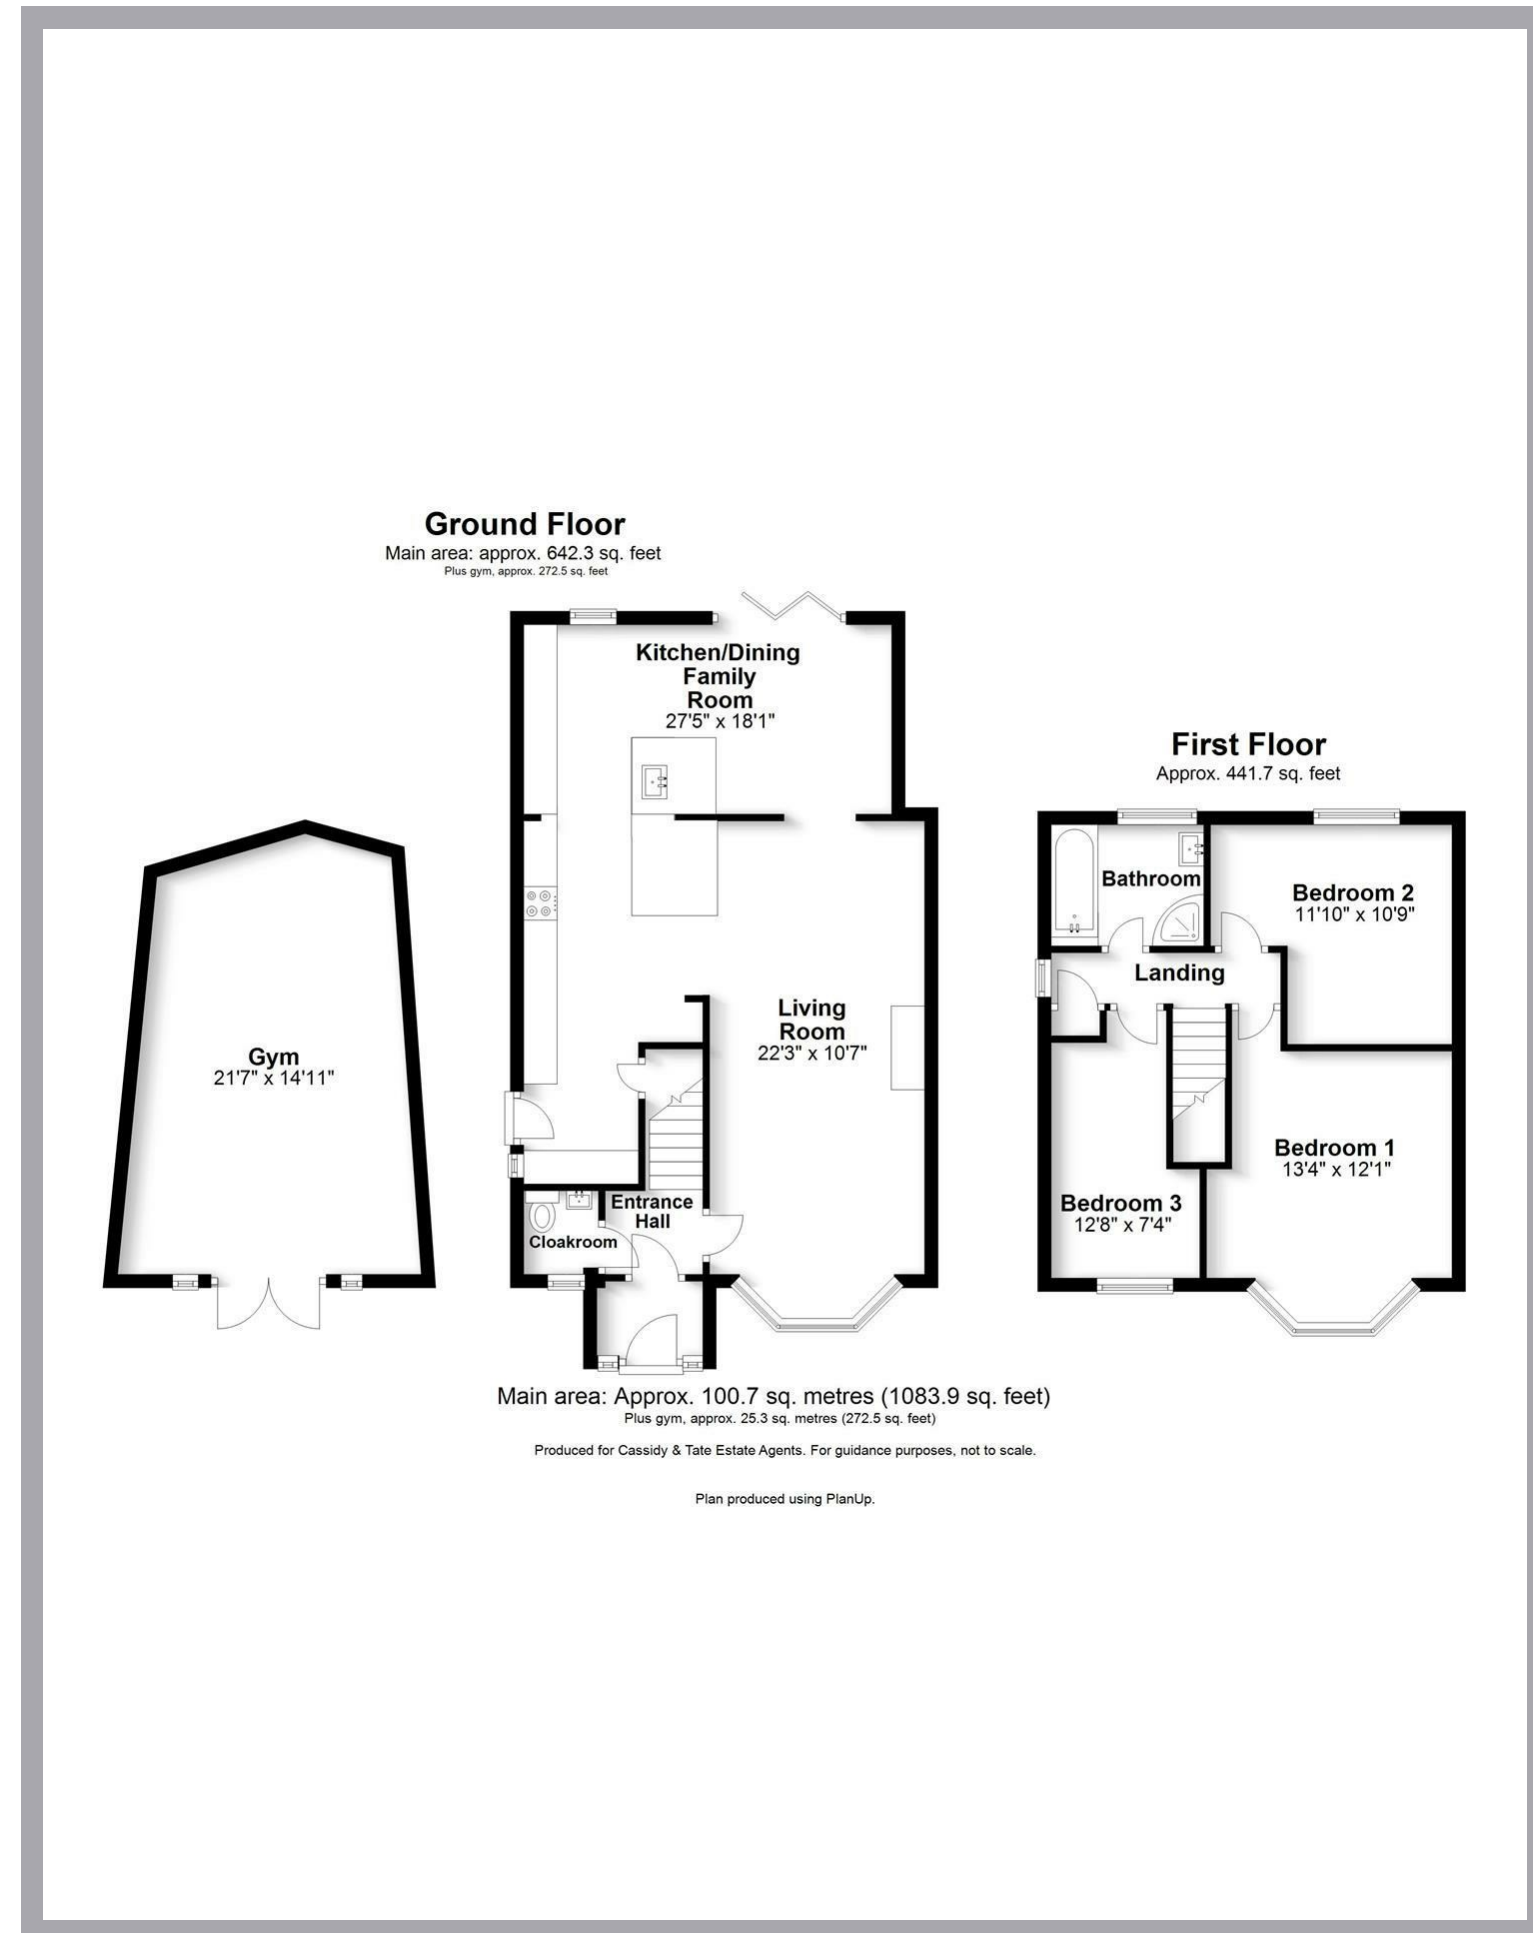 Ground Floor
Main area: approx. 642.3 sq. feet
Plus gym, approx. 272.5 sq. feet
Kitchen/Dining
Family
Room
27'5" x 18'1"
Living
Room
22'3" x 10'7"
Entrance
Hall
Cloakroom
Gym
21'7" x 14'11"
First Floor
Approx. 441.7 sq. feet
Bathroom
Bedroom 2
11'10" x 10'9"
Landing
Bedroom 1
13'4" x 12'1"
Bedroom 3
12'8" x 7'4"
Main area: Approx. 100.7 sq. metres (1083.9 sq. feet)
Plus gym, approx. 25.3 sq. metres (272.5 sq. feet)
Produced for Cassidy & Tate Estate Agents. For guidance purposes, not to scale.
Plan produced using PlanUp.